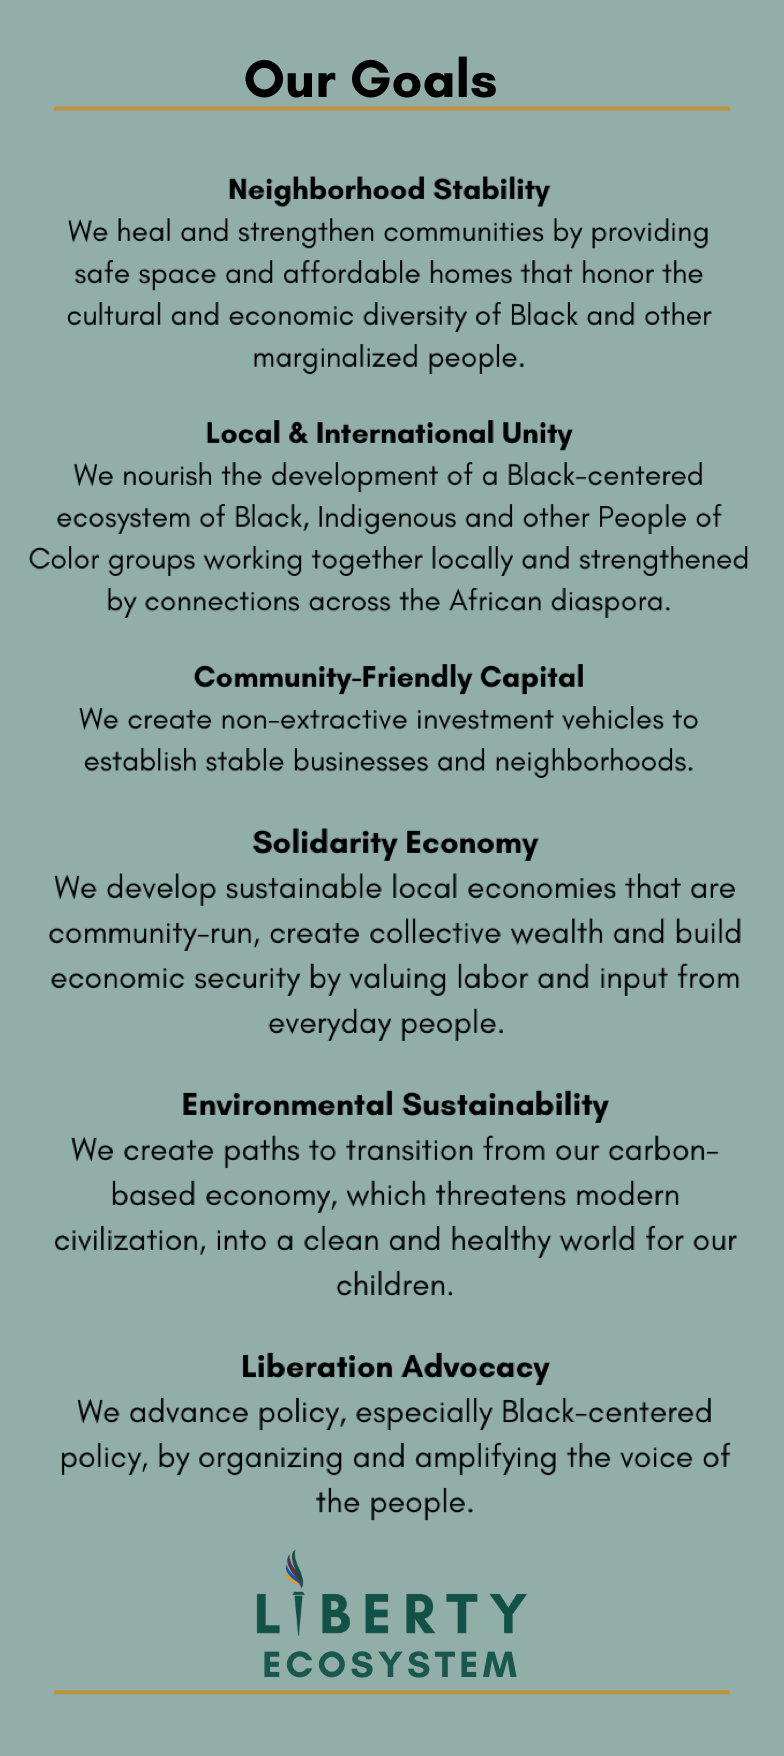 Our Goals
Neighborhood Stability
We heal and strengthen communities by providing
safe space and affordable homes that honor the
cultural and economic diversity of Black and other
marginalized people.
Local & International Unity
We nourish the development of a Black-centered
ecosystem of Black, Indigenous and other People of
Color groups working together locally and strengthened
by connections across the African diaspora.
Community-Friendly Capital
We create non-extractive investment vehicles to
establish stable businesses and neighborhoods.
Solidarity Economy
We develop sustainable local economies that are
community-run, create collective wealth and build
economic security by valuing labor and input from
everyday people.
Environmental Sustainability
We create paths to transition from our carbon-
based economy, which threatens modern
civilization, into a clean and healthy world for our
children.
Liberation Advocacy
We advance policy, especially Black-centered
policy, by organizing and amplifying the voice of
the people.
LIBERTY
ECOSYSTEM